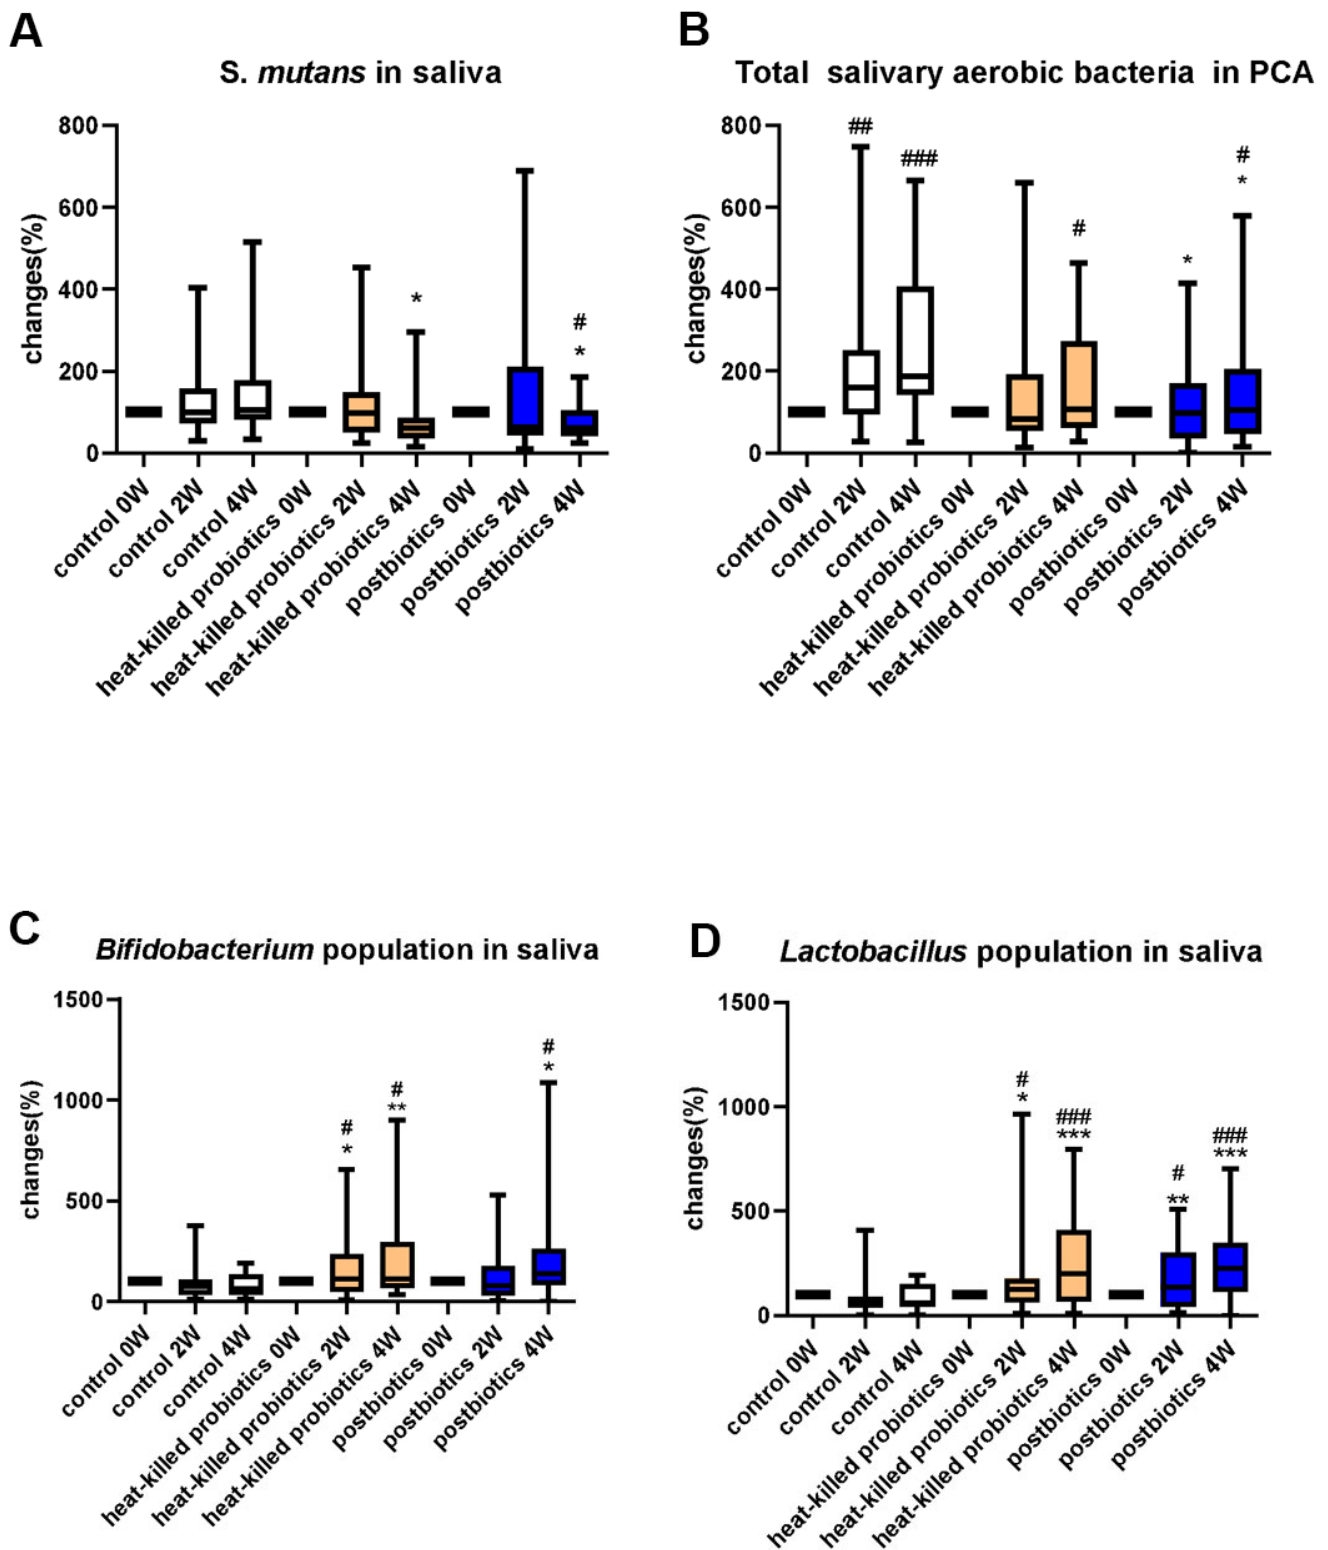 A
S. mutans in saliva
changes(%)
800
600
400
200
0
*
#
*
control 0W
control 2W
control 4W
heat-killed probiotics 0W
heat-killed probiotics 2W
heat-killed probiotics 4W
postbiotics 0W
postbiotics 2W
postbiotics 4W
B
Total salivary aerobic bacteria in PCA
changes(%)
800
600
400
200
0
##
###
#
*
#
*
control 0W
control 2W
control 4W
heat-killed probiotics 0W
heat-killed probiotics 2W
heat-killed probiotics 4W
postbiotics 0W
postbiotics 2W
postbiotics 4W
C
Bifidobacterium population in saliva
changes(%)
1500
1000
500
0
#
*
#
**
#
*
control 0W
control 2W
control 4W
heat-killed probiotics 0W
heat-killed probiotics 2W
heat-killed probiotics 4W
postbiotics 0W
postbiotics 2W
postbiotics 4W
D
Lactobacillus population in saliva
changes(%)
1500
1000
500
0
#
*
###
***
#
**
###
***
control 0W
control 2W
control 4W
heat-killed probiotics 0W
heat-killed probiotics 2W
heat-killed probiotics 4W
postbiotics 0W
postbiotics 2W
postbiotics 4W